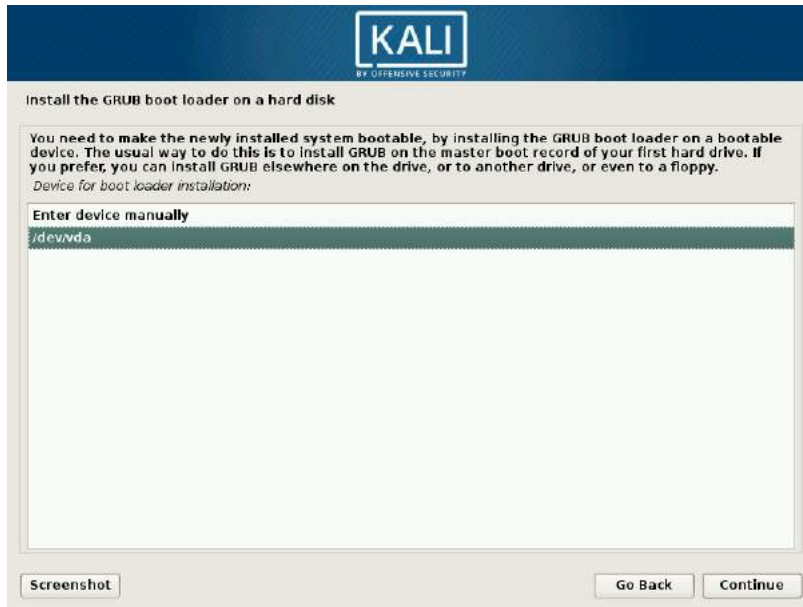 KALI
BY OFFENSIVE SECURITY
Install the GRUB boot loader on a hard disk
You need to make the newly installed system bootable, by installing the GRUB boot loader on a bootable
device. The usual way to do this is to install GRUB on the master boot record of your first hard drive. If
you prefer, you can install GRUB elsewhere on the drive, or to another drive, or even to a floppy.
Device for boot loader installation:
Enter device manually
/dev/vda
Screenshot
Go Back
Continue